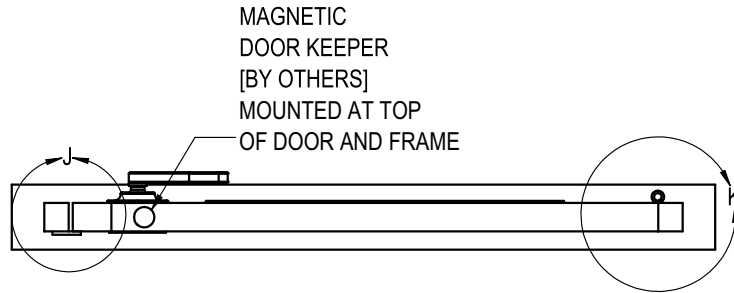 MAGNETIC
DOOR KEEPER
[BY OTHERS]
MOUNTED AT TOP
OF DOOR AND FRAME
J
K